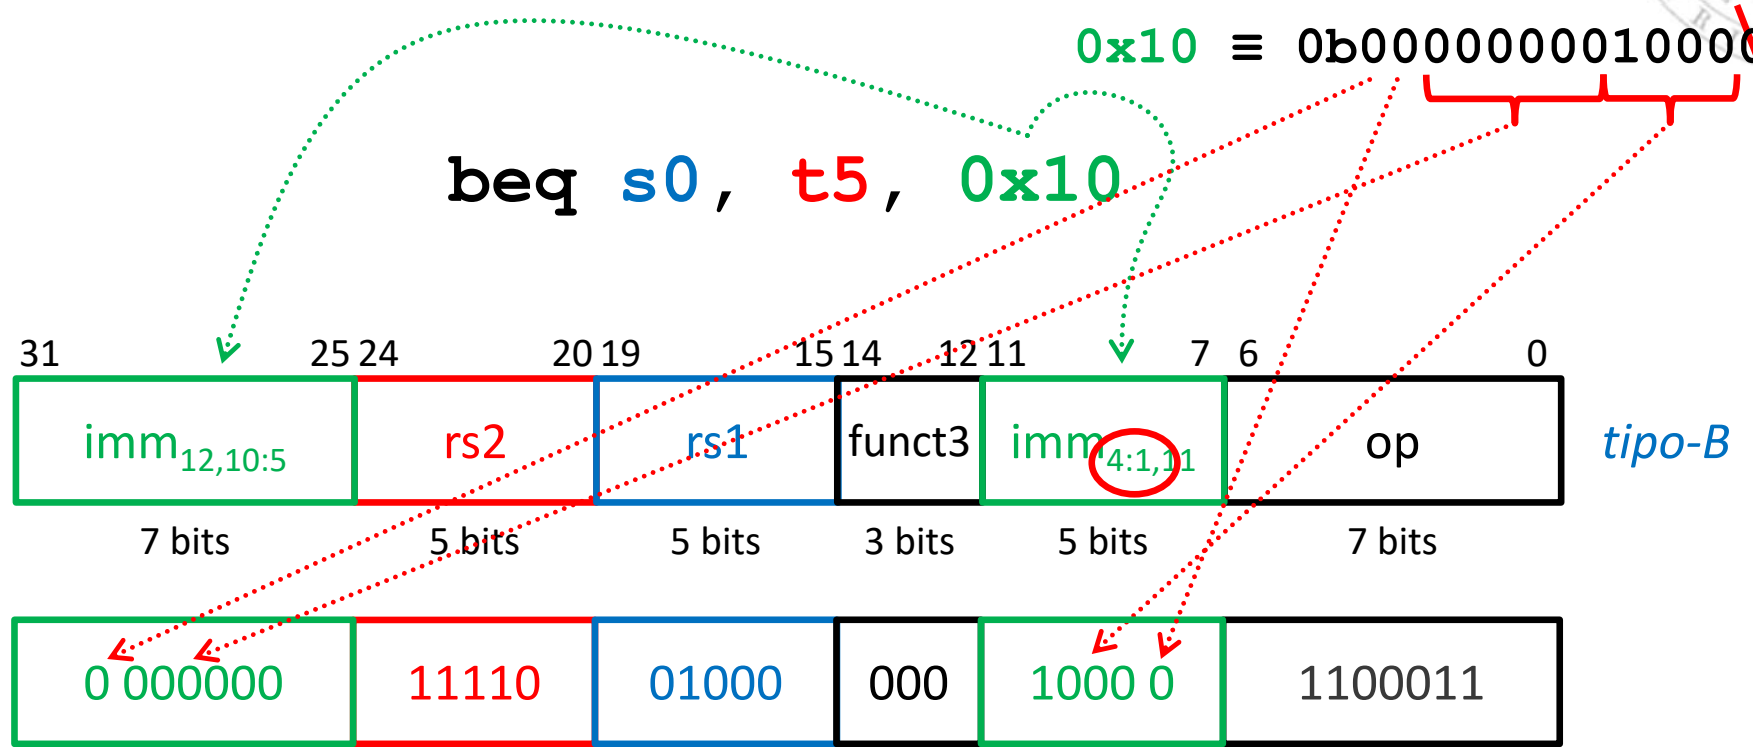 0x10 ≡ 0b0000000010000
beq s0, t5, 0x10
31 25 24 20 19 15 14 12 11 7 6 0
imm12,10:5 rs2 rs1 funct3 imm4:1,11 op tipo-B
7 bits 5 bits 5 bits 3 bits 5 bits 7 bits
0 000000 11110 01000 000 1000 0 1100011